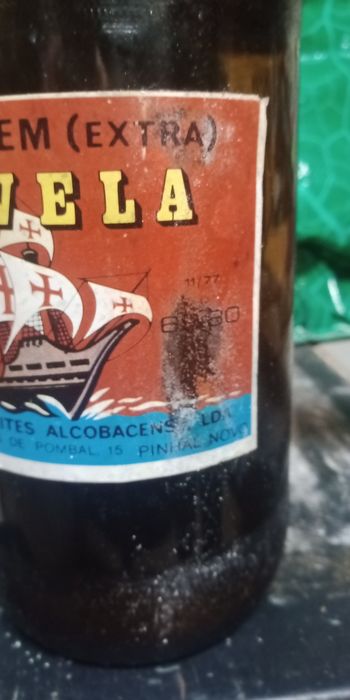 EM (EXTRA)
VELA
11/77
ITES ALCOBACENS LDA
DE POMBAL, 15 PINHAL NOVO